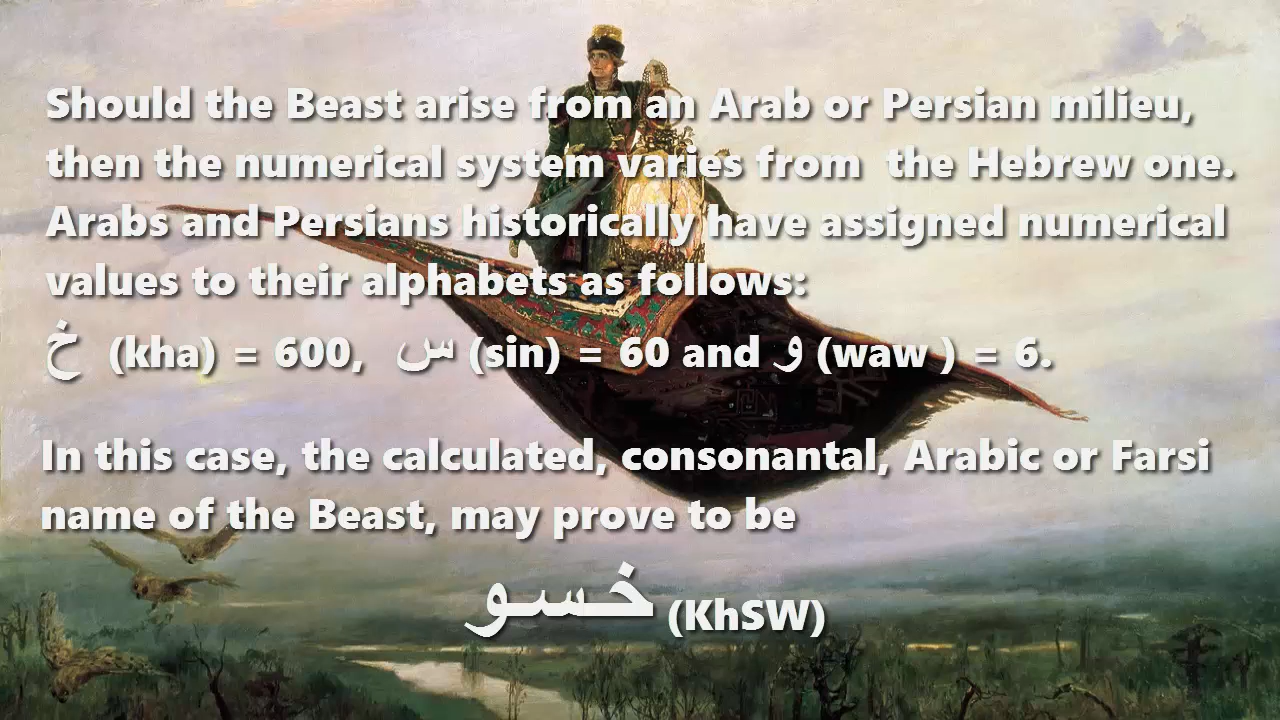 Should the Beast arise from an Arab or Persian milieu,
then the numerical system varies from  the Hebrew one.
Arabs and Persians historically have assigned numerical
values to their alphabets as follows:
خ (kha) = 600, س (sin) = 60 and و (waw ) = 6.
In this case, the calculated, consonantal, Arabic or Farsi
name of the Beast, may prove to be
خسو (KhSW)